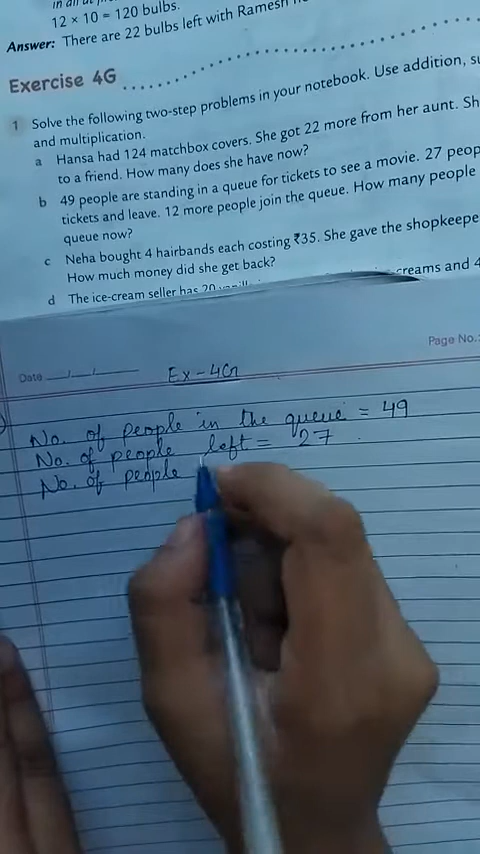 12 × 10 = 120 bulbs.
Answer: There are 22 bulbs left with Ramesh
Exercise 4G
1 Solve the following two-step problems in your notebook. Use addition,
and multiplication.
a Hansa had 124 matchbox covers. She got 22 more from her aunt.
to a friend. How many does she have now?
b 49 people are standing in a queue for tickets to see a movie. 27
tickets and leave. 12 more people join the queue. How many people
queue now?
c Neha bought 4 hairbands each costing ₹35. She gave the
How much money did she get back?
d The ice-cream seller has 20
creams and 4
Page No.:
Date
Ex-4G
No. of people in the queue = 49
No. of people left = 27
No. of people